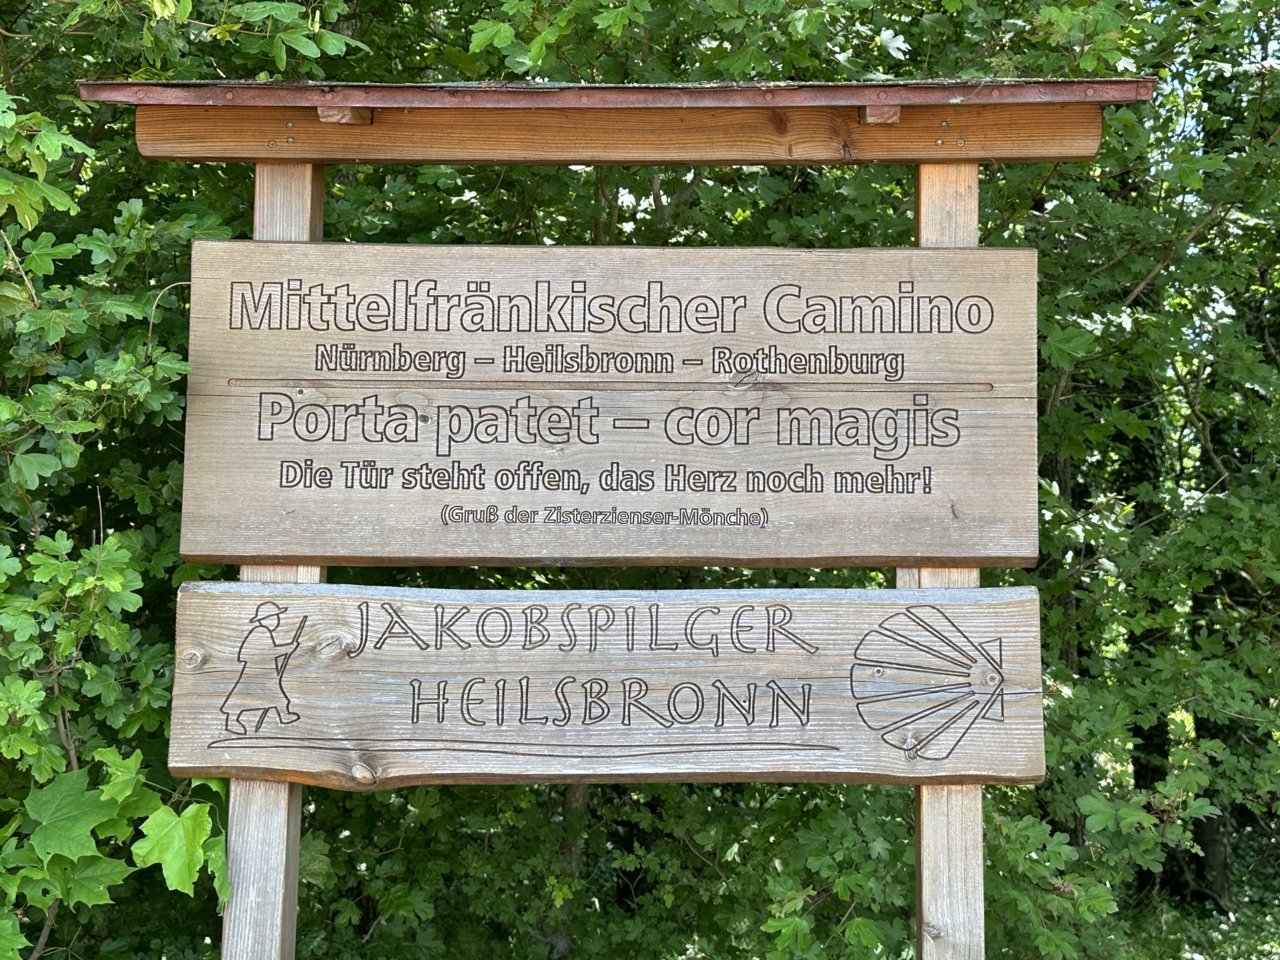 Mittelfränkischer Camino
Nürnberg – Heilsbronn – Rothenburg
Porta patet – cor magis
Die Tür steht offen, das Herz noch mehr!
(Gruß der Zisterzienser-Mönche)
JAKOBSPILGER
HEILSBRONN